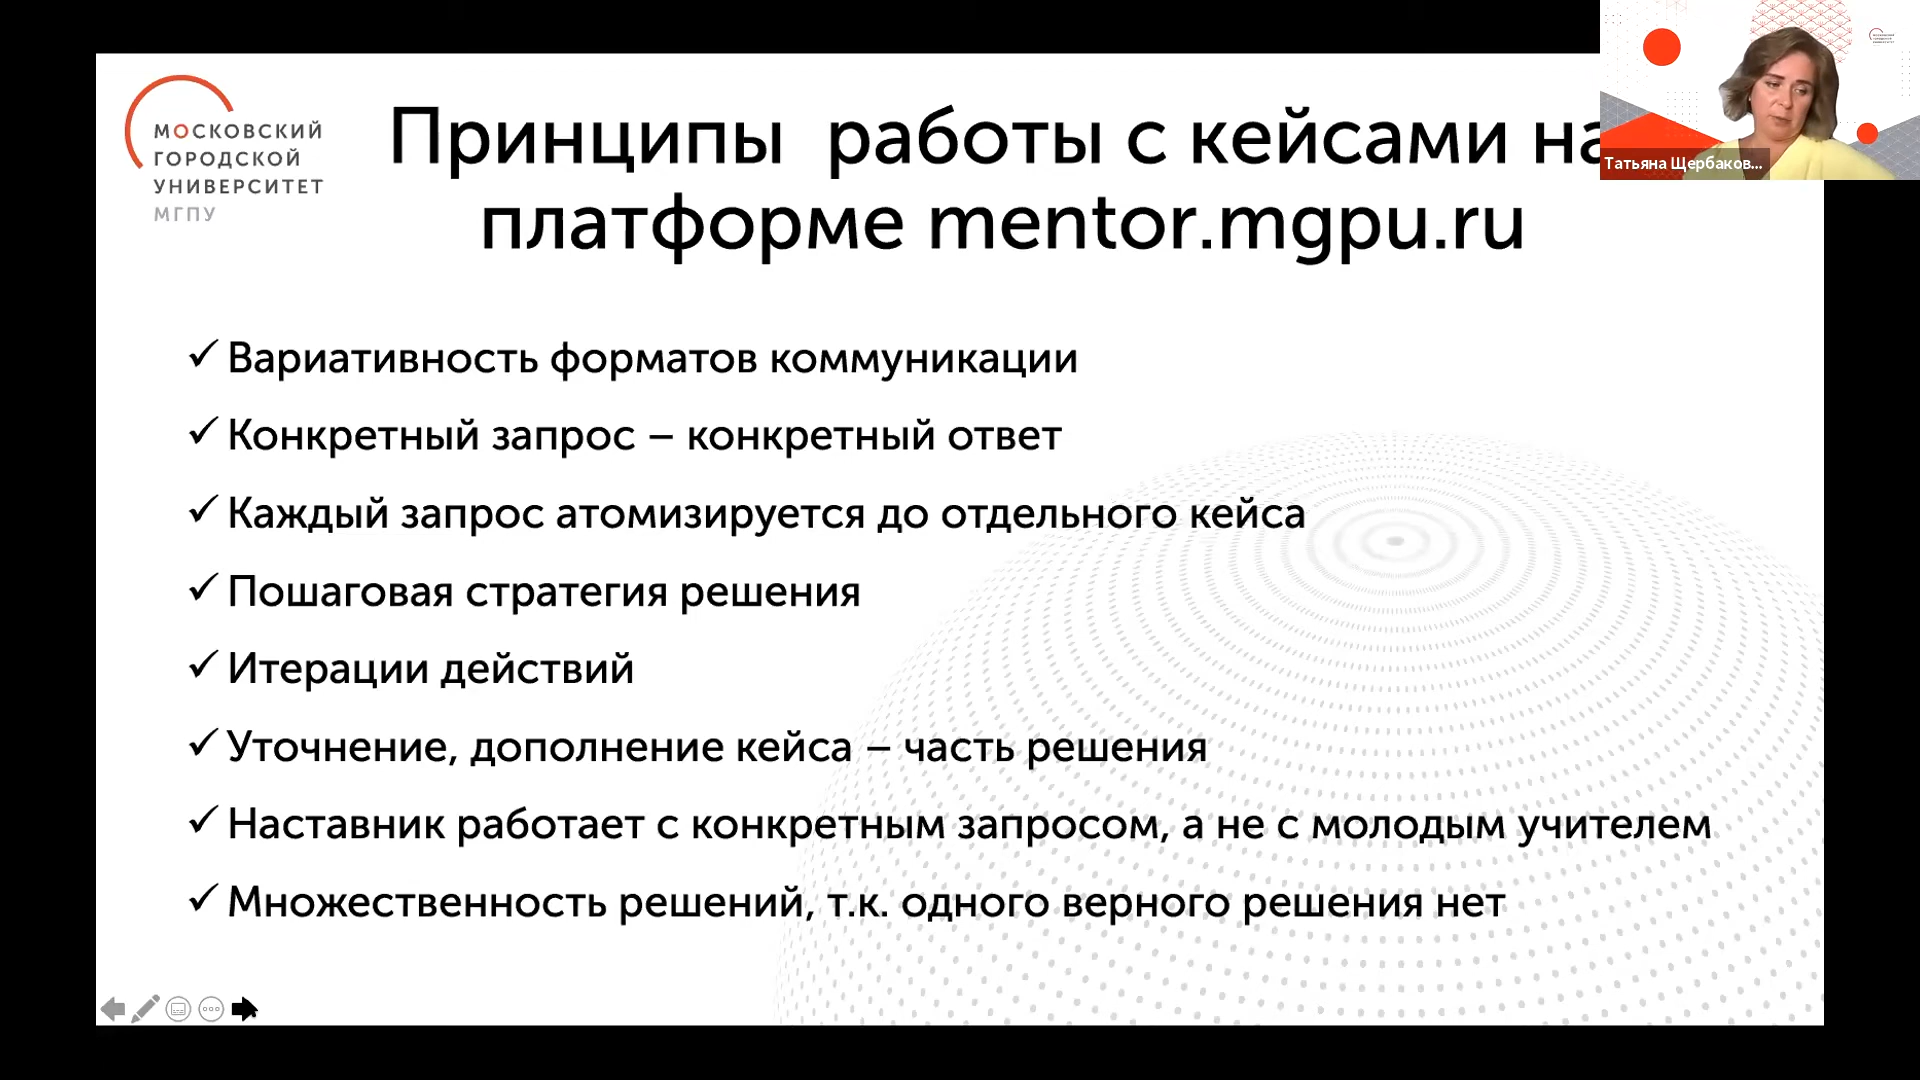 МОСКОВСКИЙ
ГОРОДСКОЙ
УНИВЕРСИТЕТ
МГПУ
Принципы работы с кейсами на
платформе mentor.mgpu.ru
Татьяна Щербаков...
✓ Вариативность форматов коммуникации
✓ Конкретный запрос – конкретный ответ
✓ Каждый запрос атомизируется до отдельного кейса
✓ Пошаговая стратегия решения
✓ Итерации действий
✓ Уточнение, дополнение кейса – часть решения
✓ Наставник работает с конкретным запросом, а не с молодым учителем
✓ Множественность решений, т.к. одного верного решения нет